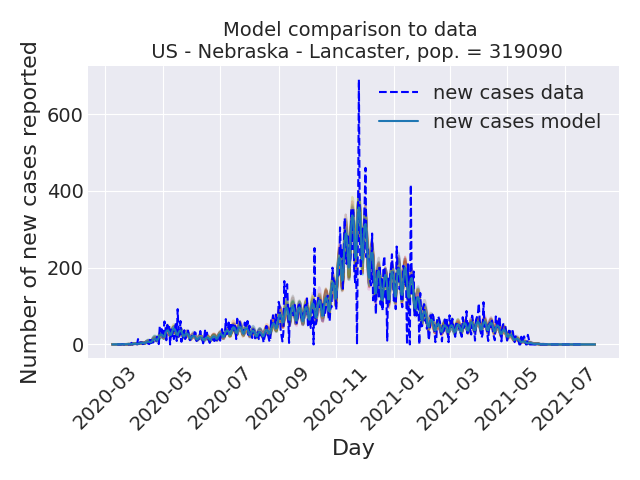 Model comparison to data
US - Nebraska - Lancaster, pop. = 319090
Number of new cases reported
600
400
200
0
new cases data
new cases model
2020-03
2020-05
2020-07
2020-09
2020-11
2021-01
2021-03
2021-05
2021-07
Day